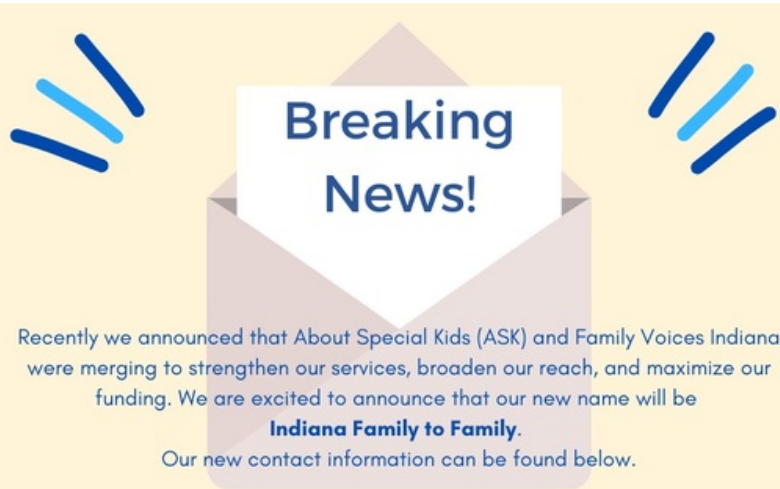 Breaking
News!
Recently we announced that About Special Kids (ASK) and Family Voices Indiana
were merging to strengthen our services, broaden our reach, and maximize our
funding. We are excited to announce that our new name will be
Indiana Family to Family.
Our new contact information can be found below.